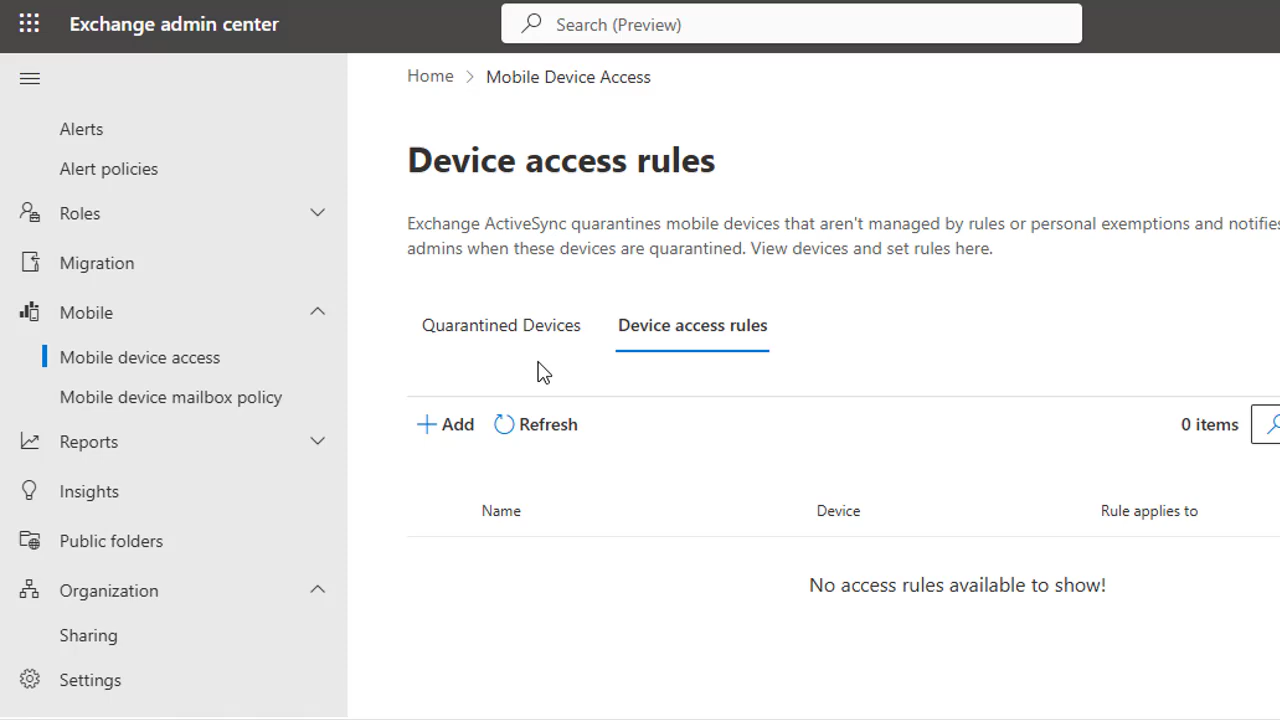 Exchange admin center
Search (Preview)
Alerts
Alert policies
Roles
Migration
Mobile
Mobile device access
Mobile device mailbox policy
Reports
Insights
Public folders
Organization
Sharing
Settings
Home > Mobile Device Access
Device access rules
Exchange ActiveSync quarantines mobile devices that aren't managed by rules or personal exemptions and notifies
admins when these devices are quarantined. View devices and set rules here.
Quarantined Devices Device access rules
Add Refresh 0 items
Name Device Rule applies to
No access rules available to show!